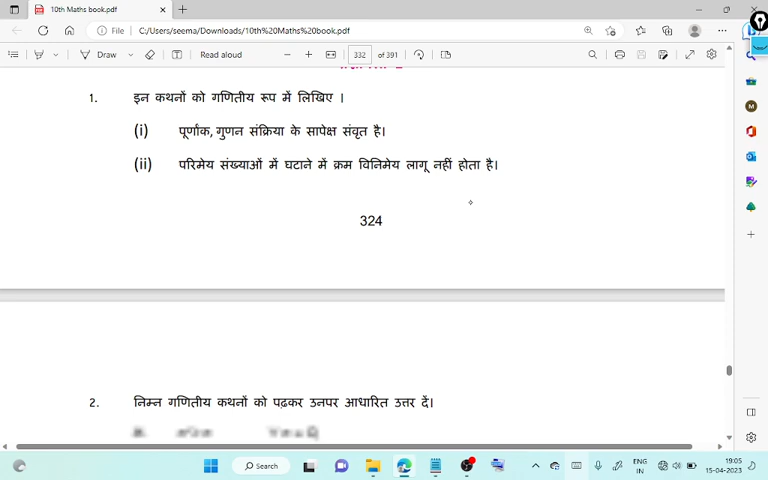 10th Maths book.pdf
File C:/Users/seema/Downloads/10th%20Maths%20book.pdf
Draw Read aloud 332 of 391
1. इन कथनों को गणितीय रूप में लिखिए ।
(i) पूर्णांक, गुणन संक्रिया के सापेक्ष संवृत है।
(ii) परिमेय संख्याओं में घटाने में क्रम विनिमेय लागू नहीं होता है।
324
2. निम्न गणितीय कथनों को पढ़कर उनपर आधारित उत्तर दें।
Search
ENG
IN
19:05
15-04-2023